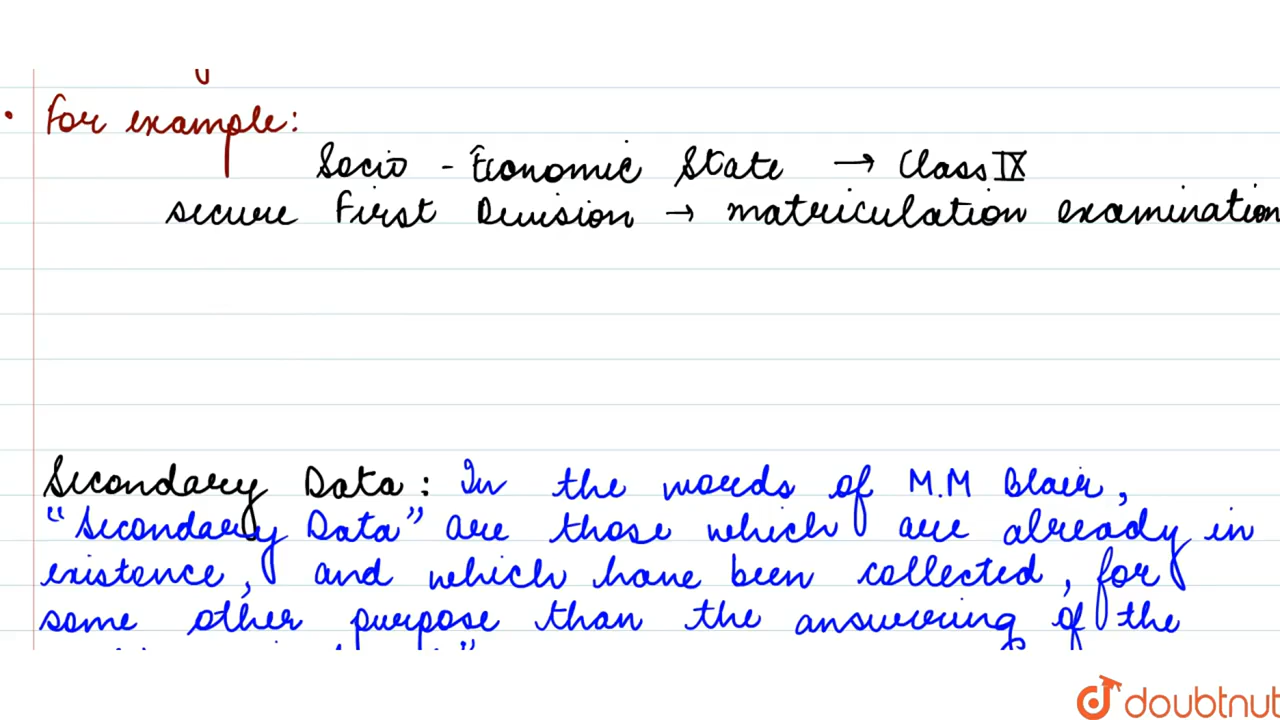 • For example:
Socio - Economic State → Class IX
secure First Division → matriculation examination
Secondary Data: In the words of M.M Blair,
"Secondary Data" are those which are already in
existence, and which have been collected, for
some other purpose than the answering of the
doubtnut